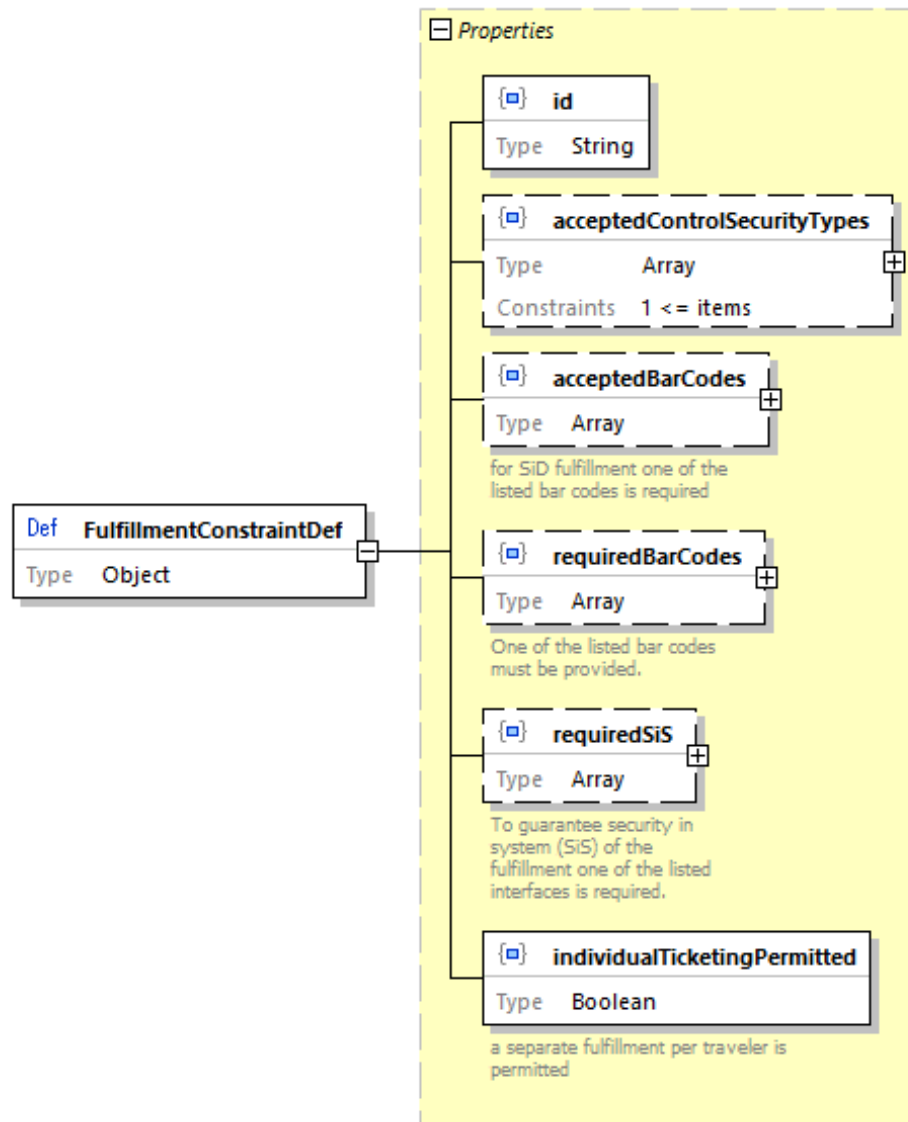 Properties
id
Type String
acceptedControlSecurityTypes
Type Array
Constraints 1 <= items
acceptedBarCodes
Type Array
for SiD fulfillment one of the
listed bar codes is required
Def FulfillmentConstraintDef
Type Object
requiredBarCodes
Type Array
One of the listed bar codes
must be provided.
requiredSiS
Type Array
To guarantee security in
system (SiS) of the
fulfillment one of the listed
interfaces is required.
individualTicketingPermitted
Type Boolean
a separate fulfillment per traveler is
permitted